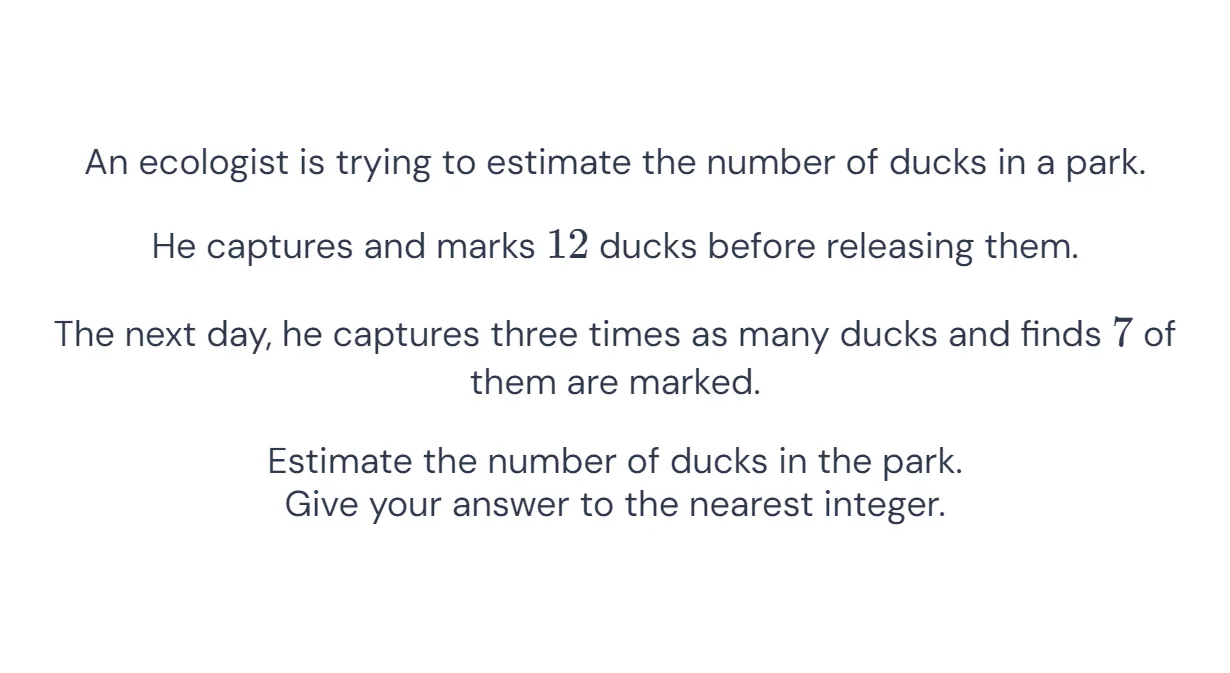 An ecologist is trying to estimate the number of ducks in a park.
He captures and marks 12 ducks before releasing them.
The next day, he captures three times as many ducks and finds 7 of
them are marked.
Estimate the number of ducks in the park.
Give your answer to the nearest integer.